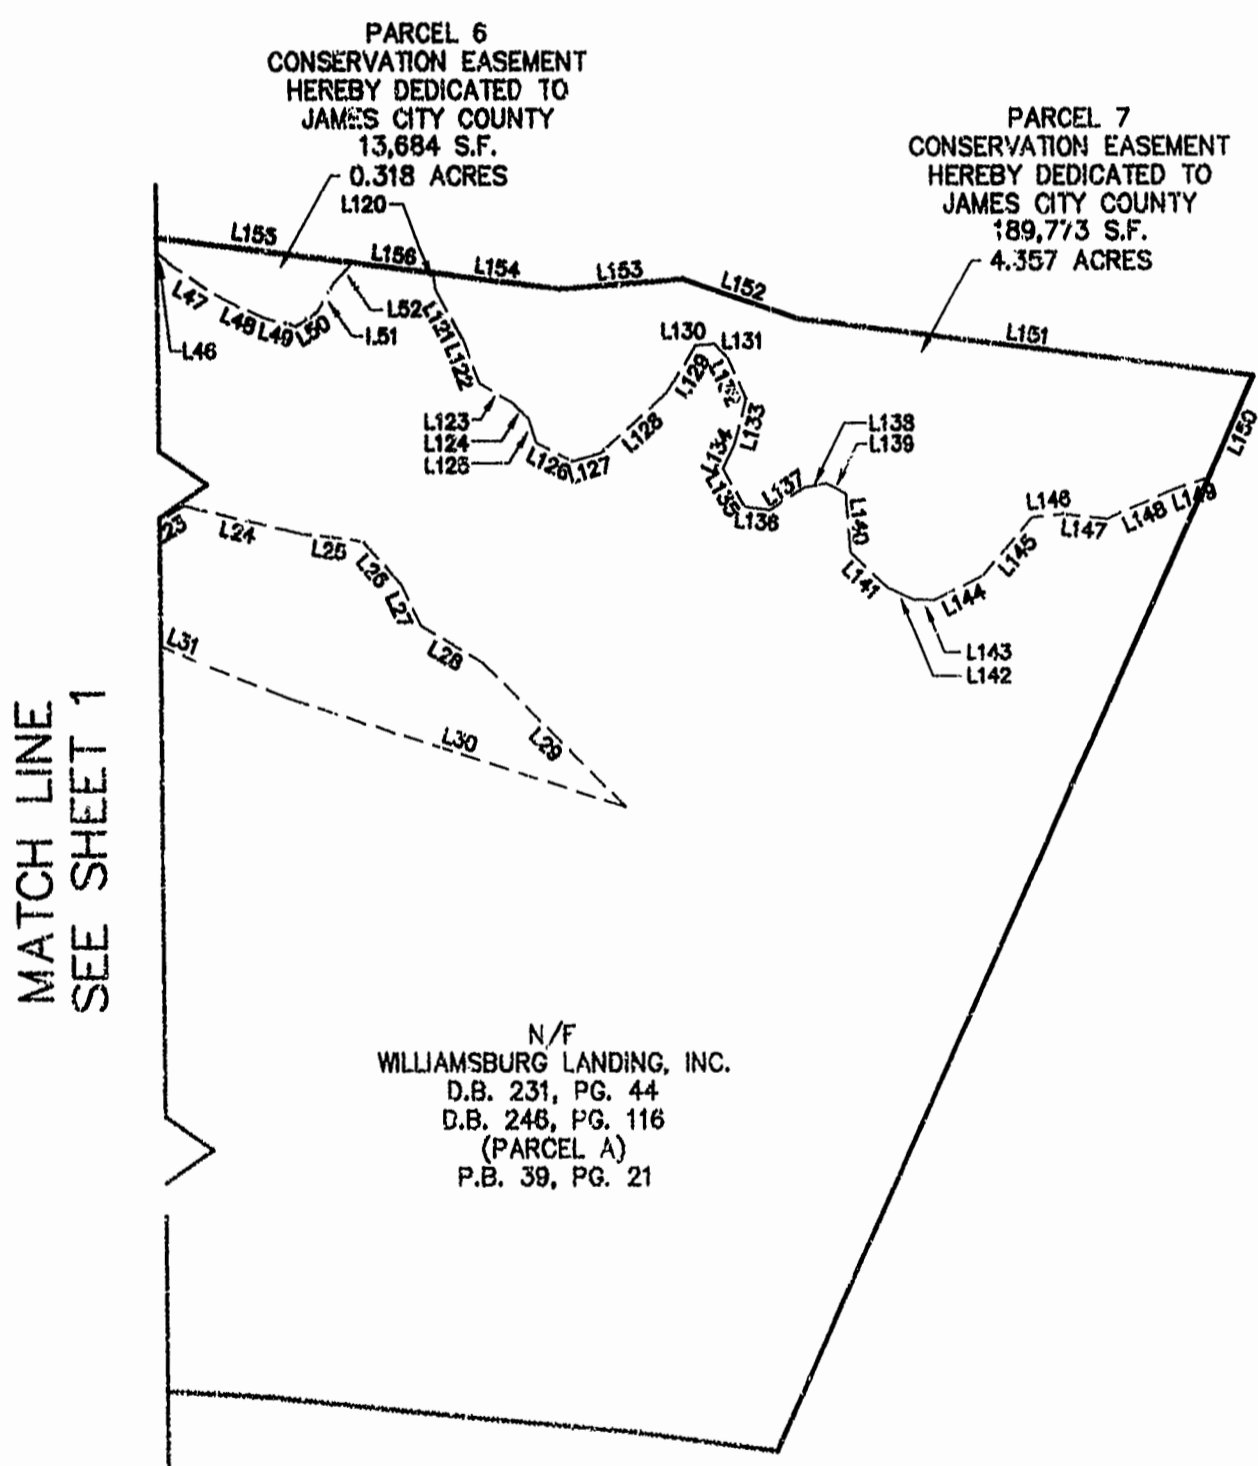 PARCEL 6
CONSERVATION EASEMENT
HEREBY DEDICATED TO
JAMES CITY COUNTY
13,684 S.F.
0.318 ACRES
PARCEL 7
CONSERVATION EASEMENT
HEREBY DEDICATED TO
JAMES CITY COUNTY
189,773 S.F.
4.357 ACRES
L120
L155
L156
L154
L153
L152
L151
L150
L47
L48
L49
L50
L52
L51
L46
L121
L122
L123
L124
L125
L126
L127
L128
L129
L130
L131
L132
L133
L134
L135
L136
L137
L138
L139
L140
L141
L142
L143
L144
L145
L146
L147
L148
L149
L24
L25
L26
L27
L28
L29
L30
L31
MATCH LINE
SEE SHEET 1
N/F
WILLIAMSBURG LANDING, INC.
D.B. 231, PG. 44
D.B. 246, PG. 116
(PARCEL A)
P.B. 39, PG. 21